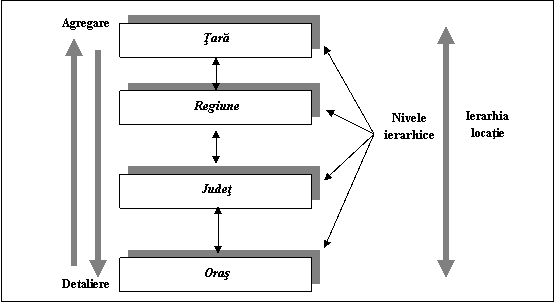 Agregare
Ţară
Regiune
Nivele
ierarhice
Ierarhia
locaţie
Judeţ
Oraş
Detaliere